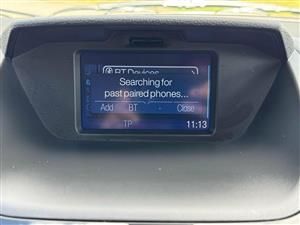 BT Devices
Searching for
past paired phones...
Add BT - Close
TP 11:13